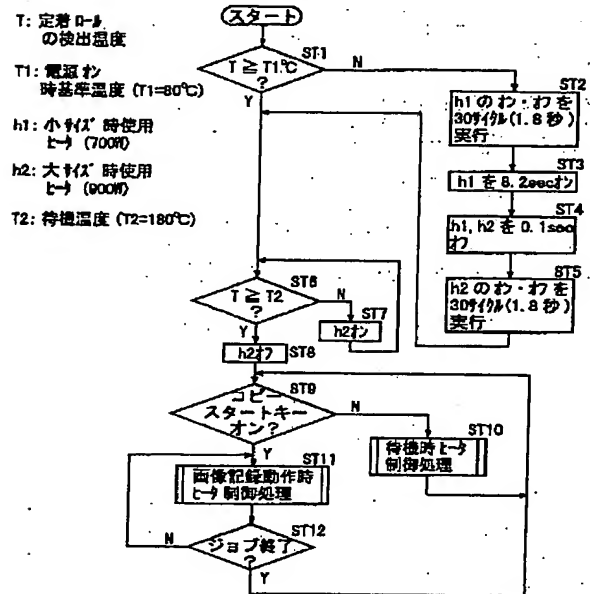 T: 定着ロール
の検出温度
T1: 電源オン
時基準温度 (T1=80℃)
h1: 小サイズ時使用
ヒータ (700W)
h2: 大サイズ時使用
ヒータ (900W)
T2: 待機温度 (T2=180℃)
スタート
ST1
T ≧ T1℃
?
N
Y
ST2
h1 のオン・オフを
30サイクル(1.8 秒)
実行
ST3
h1 を 8.2secオン
ST4
h1, h2 を 0.1sec
オフ
ST5
h2 のオン・オフを
30サイクル(1.8 秒)
実行
ST6
T ≧ T2
?
N
Y
ST7
h2オン
h2オフ ST8
ST9
コピー
スタートキー
オン?
N
Y
ST10
待機時ヒータ
制御処理
ST11
画像記録動作時
ヒータ制御処理
ST12
ジョブ終了
?
N
Y